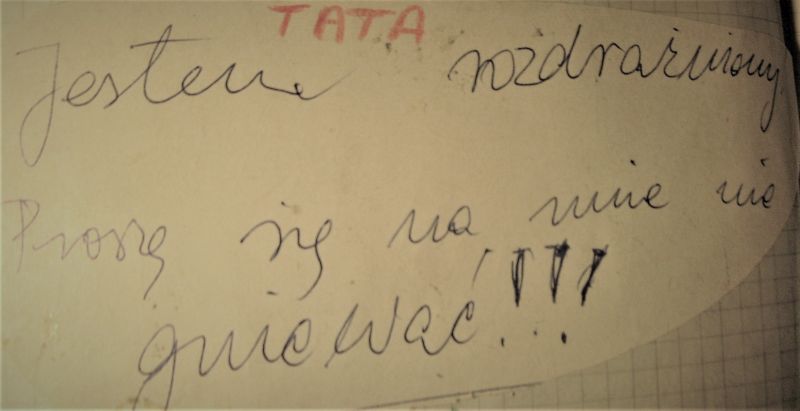 TATA
Jestem rozdrażniony.
Proszę się na mnie nie
gniewać!!!